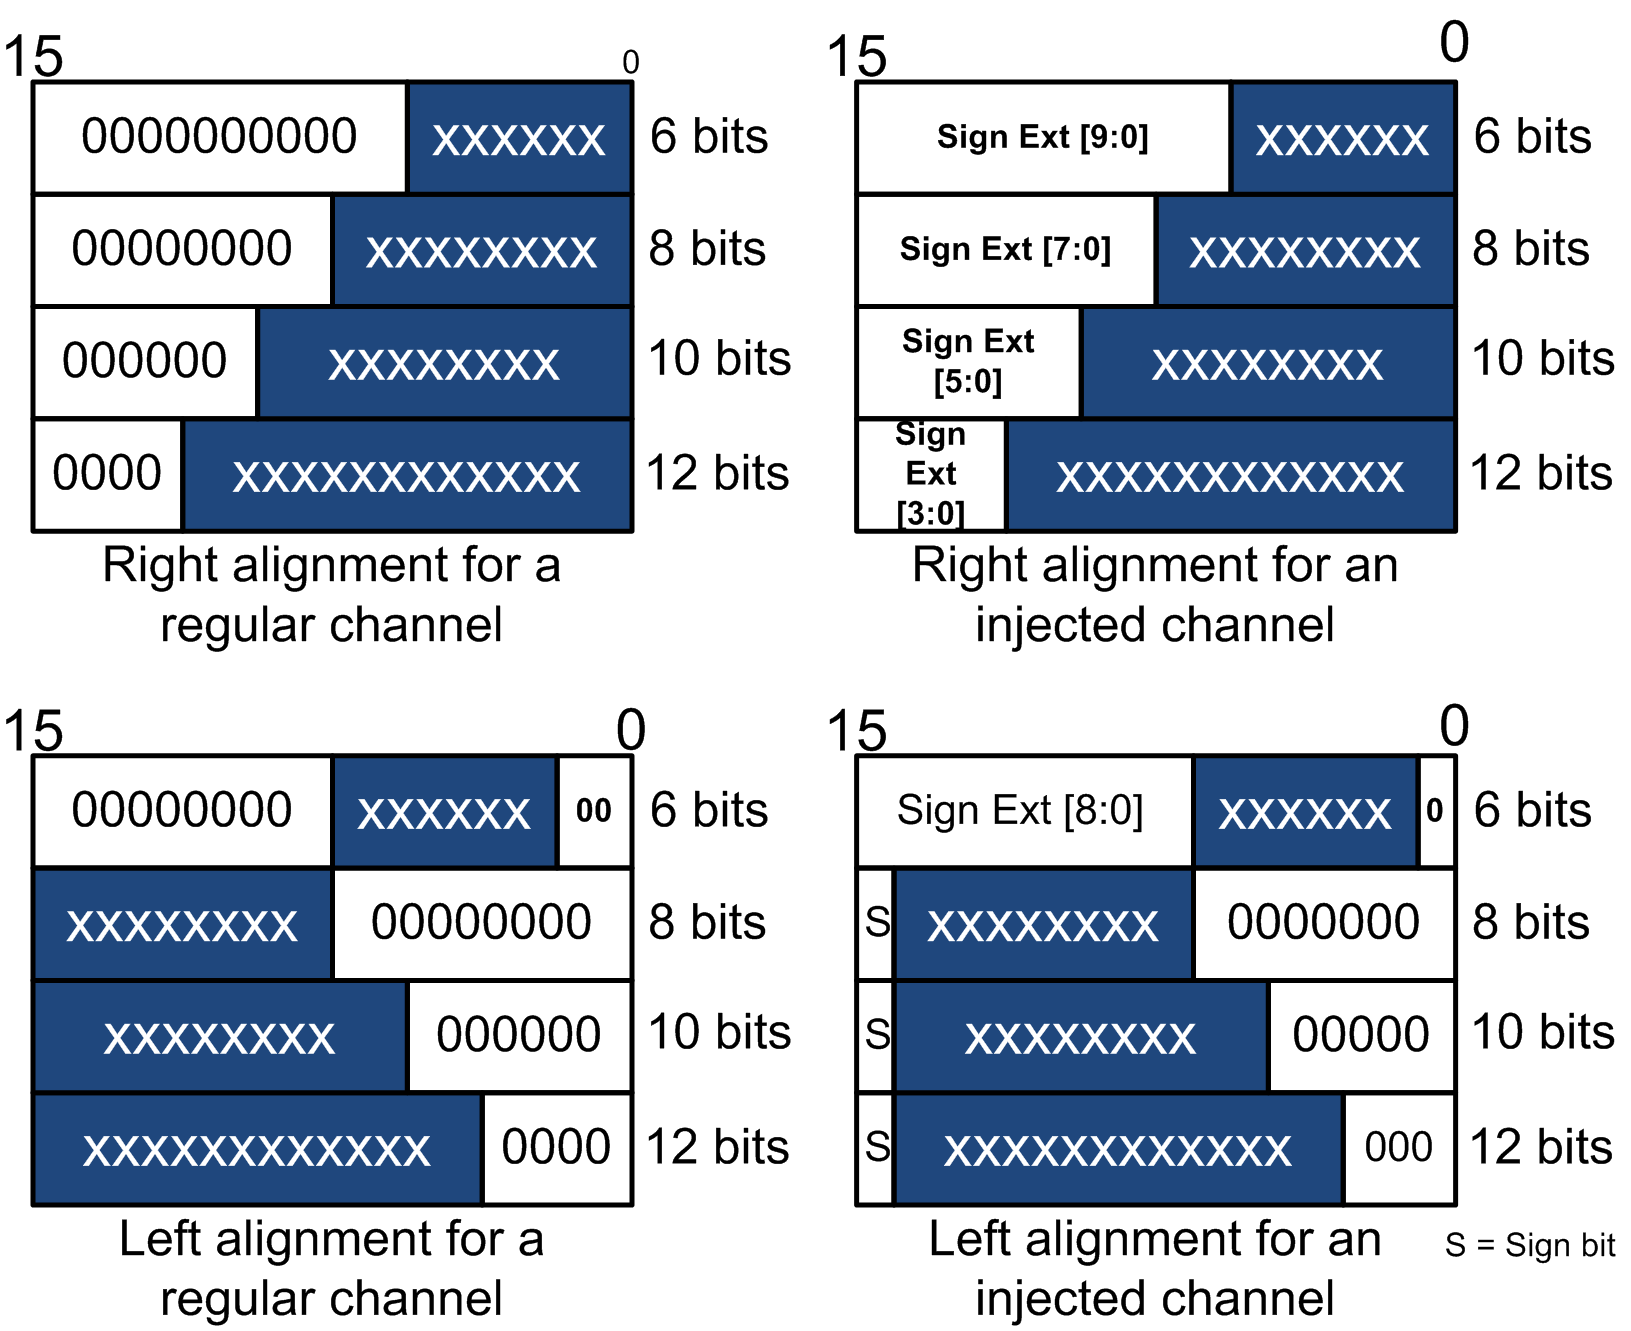 15 0
0000000000 xxxxxx 6 bits
00000000 xxxxxxxx 8 bits
000000 xxxxxxxx 10 bits
0000 xxxxxxxxxxxx 12 bits
Right alignment for a
regular channel
15 0
Sign Ext [9:0] xxxxxx 6 bits
Sign Ext [7:0] xxxxxxxx 8 bits
Sign Ext
[5:0] xxxxxxxx 10 bits
Sign
Ext
[3:0] xxxxxxxxxxxx 12 bits
Right alignment for an
injected channel
15 0
00000000 xxxxxx 00 6 bits
xxxxxxxx 00000000 8 bits
xxxxxxxx 000000 10 bits
xxxxxxxxxxxx 0000 12 bits
Left alignment for a
regular channel
15 0
Sign Ext [8:0] xxxxxx 0 6 bits
S xxxxxxxx 0000000 8 bits
S xxxxxxxx 00000 10 bits
S xxxxxxxxxxxx 000 12 bits
Left alignment for an
injected channel
S = Sign bit